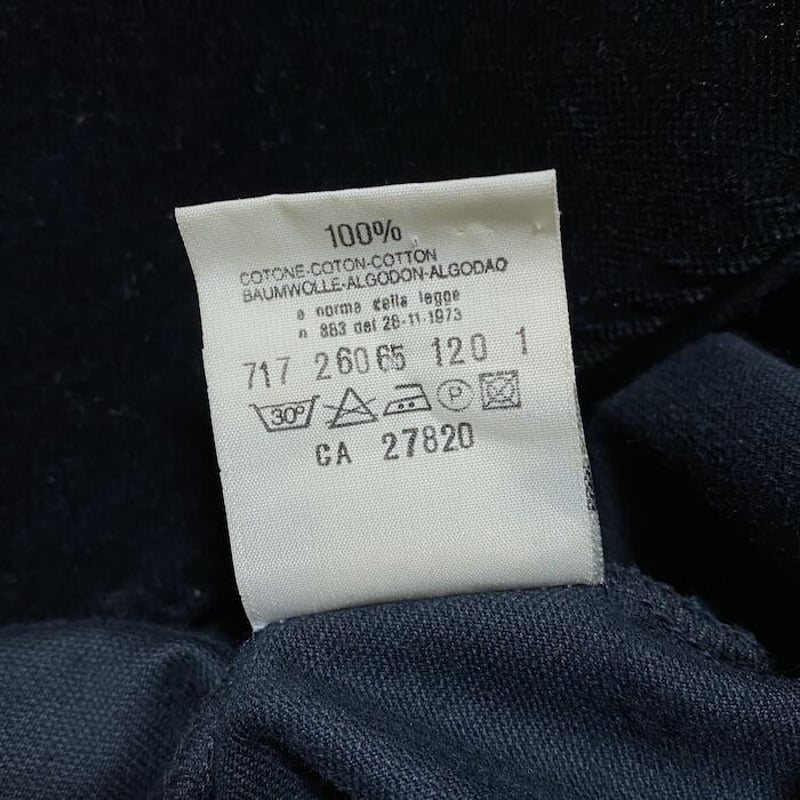 100%
COTONE-COTON-COTTON
BAUMWOLLE-ALGODON-ALGODAO
a norma della legge
n 883 del 26-11-1973
717 26065 120 1
30° P
CA 27820